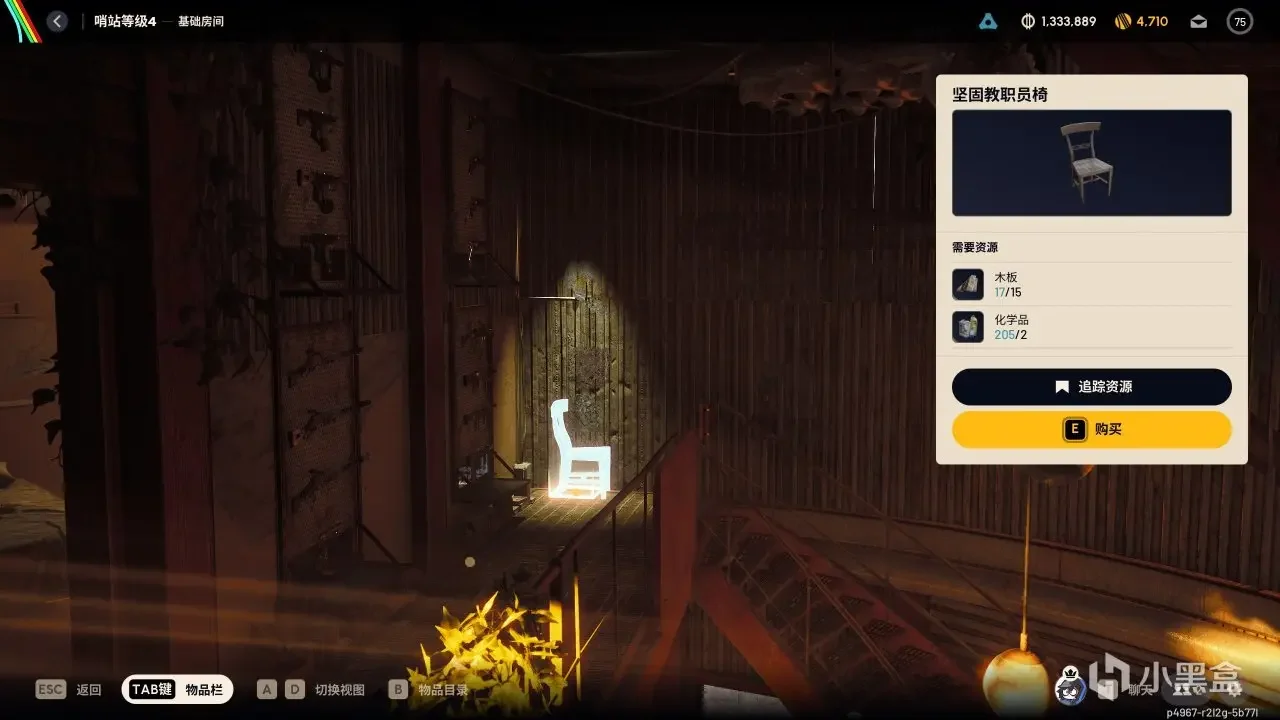 哨站等级4 — 基础房间
1,333,889
4,710
75
坚固教职员椅
需要资源
木板
17/15
化学品
205/2
追踪资源
E 购买
ESC 返回
TAB键 物品栏
A D 切换视图
B 物品目录
聊天
小黑盒
p4967-r2l2g-5b77l